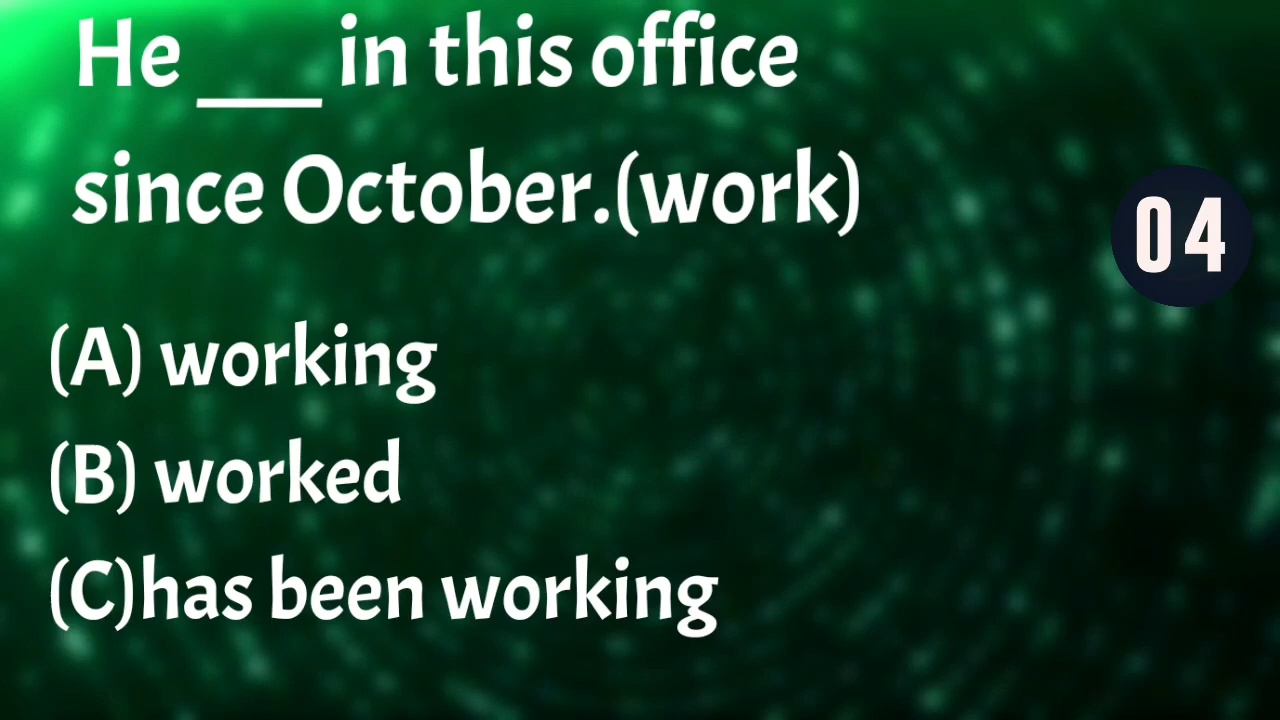 He ___ in this office
since October.(work)
04
(A) working
(B) worked
(C)has been working